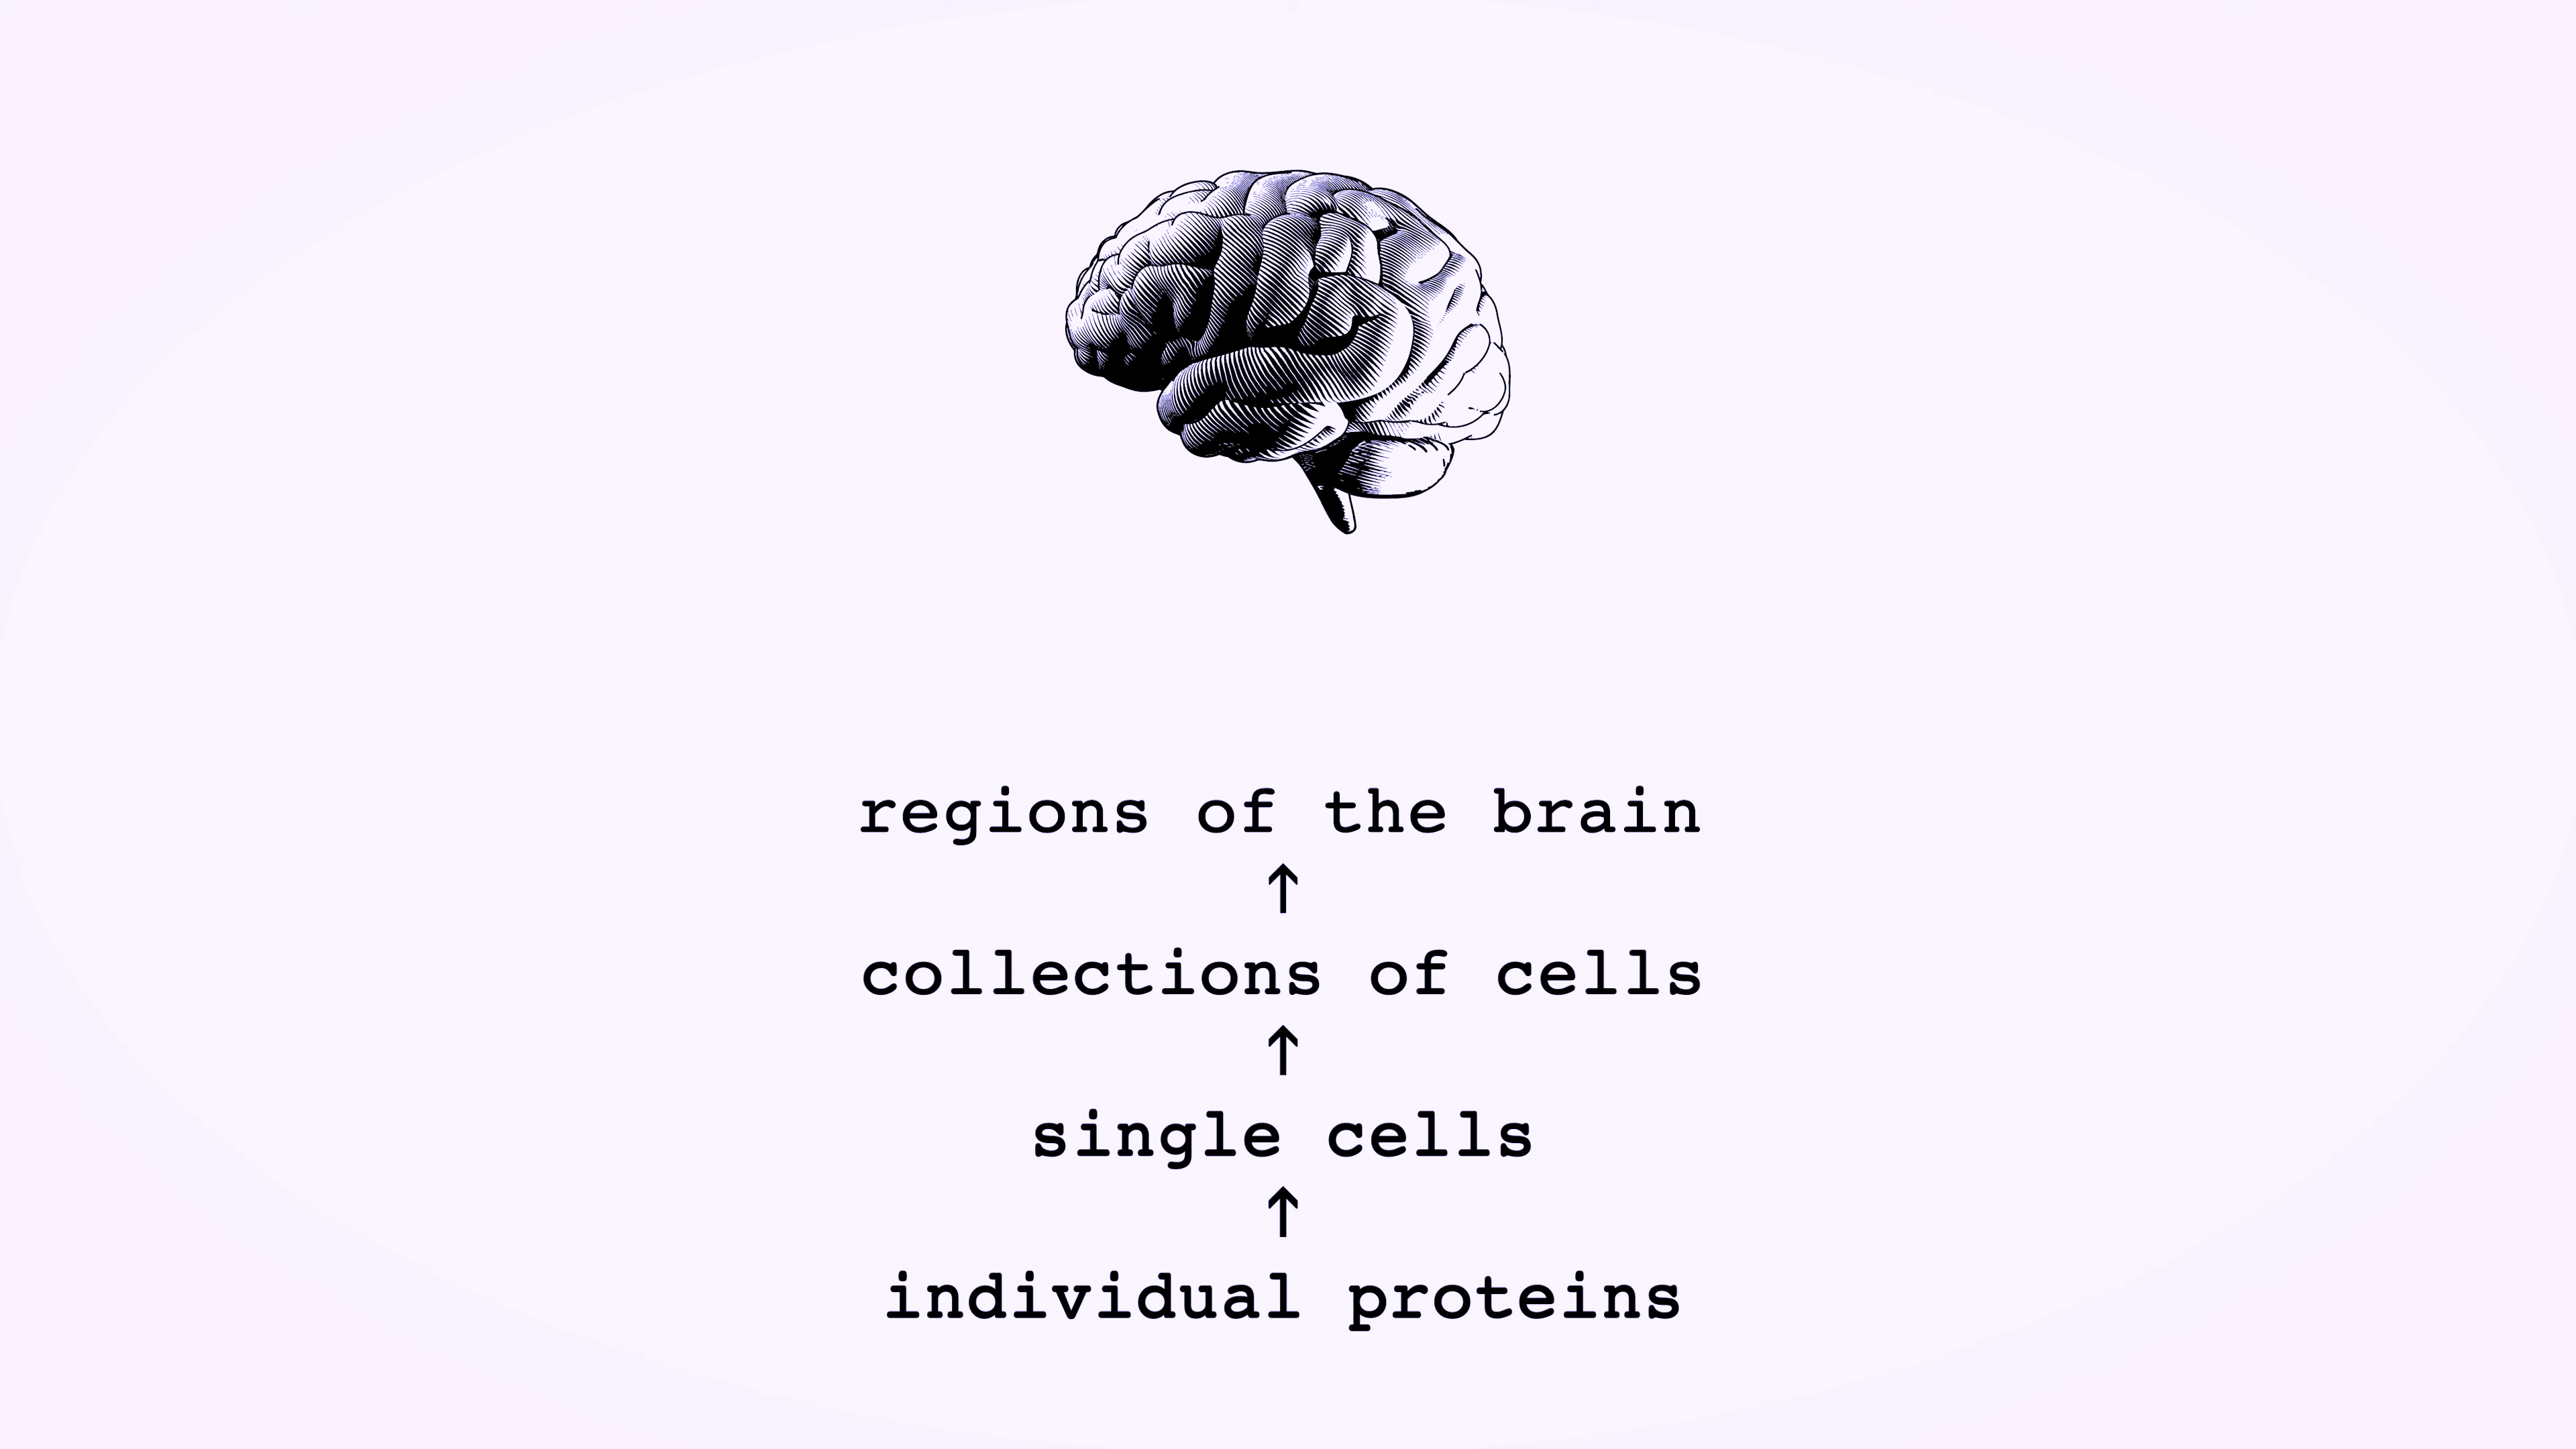 regions of the brain
↑
collections of cells
↑
single cells
↑
individual proteins